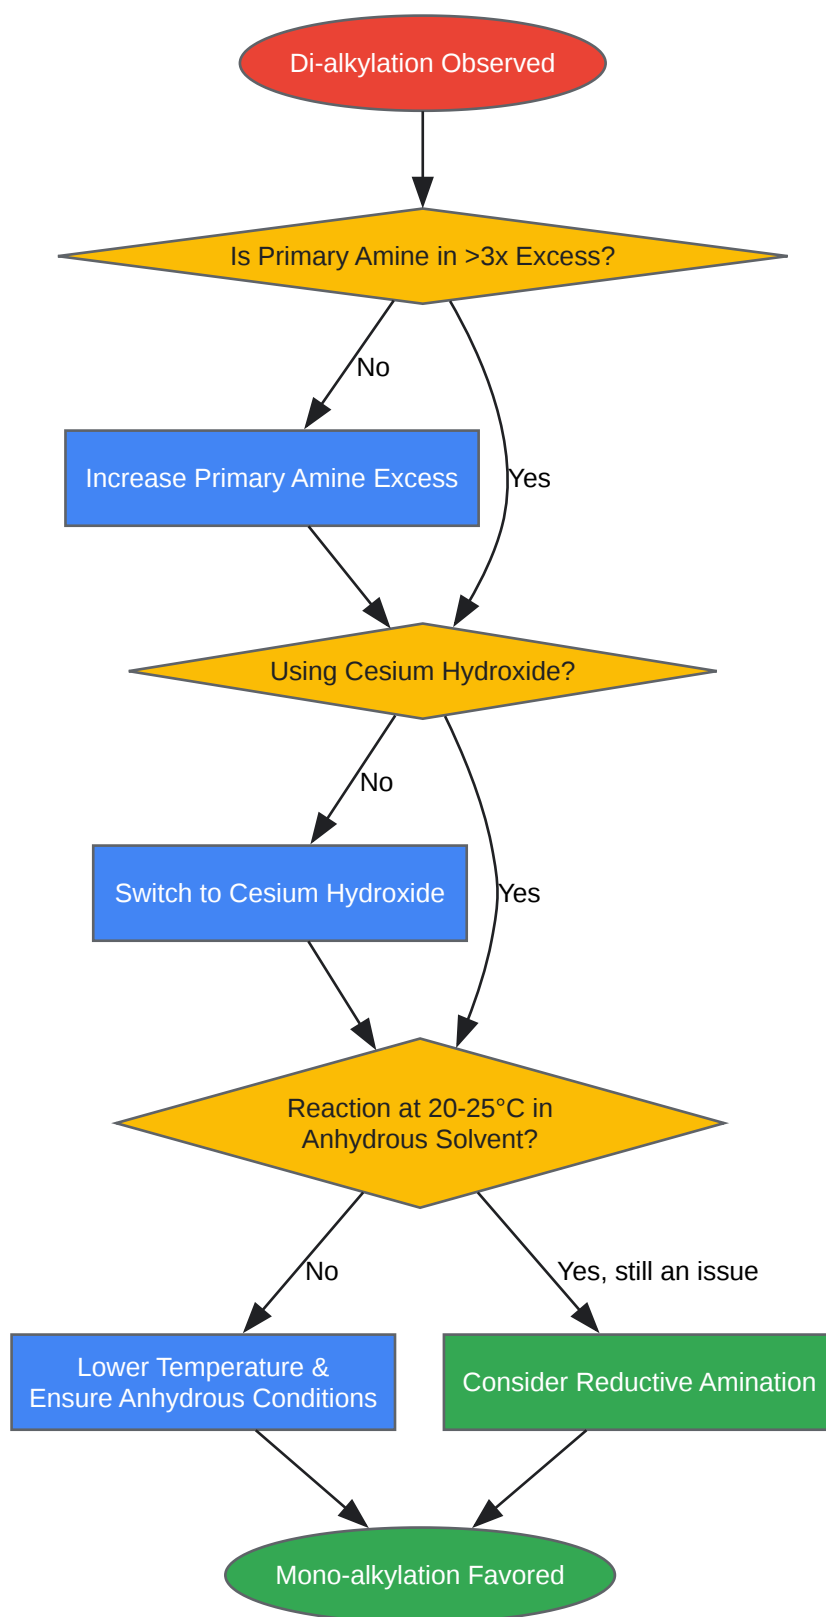 Di-alkylation Observed
Is Primary Amine in >3x Excess?
No
Increase Primary Amine Excess
Yes
Using Cesium Hydroxide?
No
Switch to Cesium Hydroxide
Yes
Reaction at 20-25°C in
Anhydrous Solvent?
No
Yes, still an issue
Lower Temperature &
Ensure Anhydrous Conditions
Consider Reductive Amination
Mono-alkylation Favored